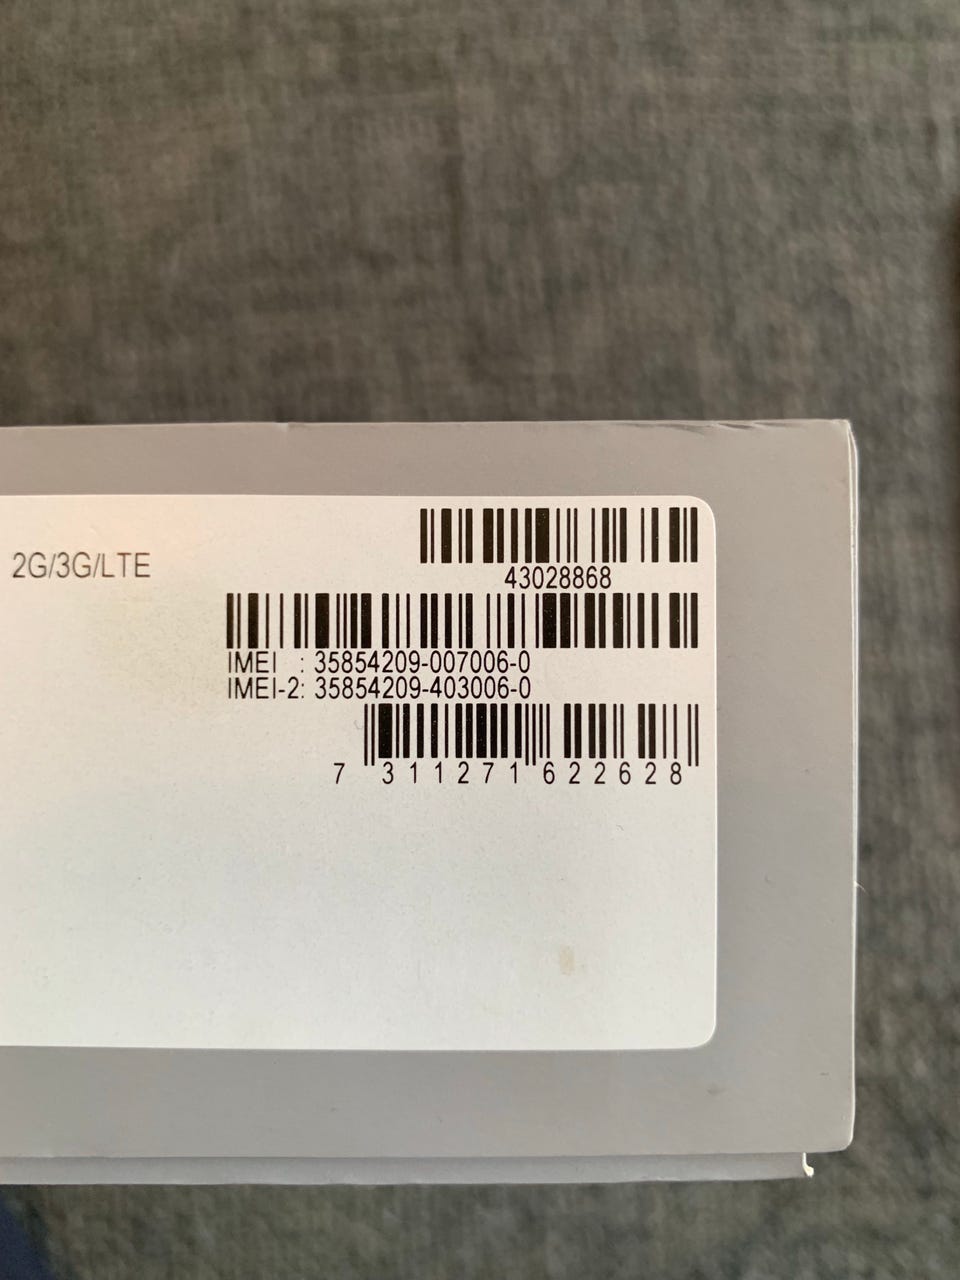 2G/3G/LTE
43028868
IMEI : 35854209-007006-0
IMEI-2: 35854209-403006-0
7 311271 622628